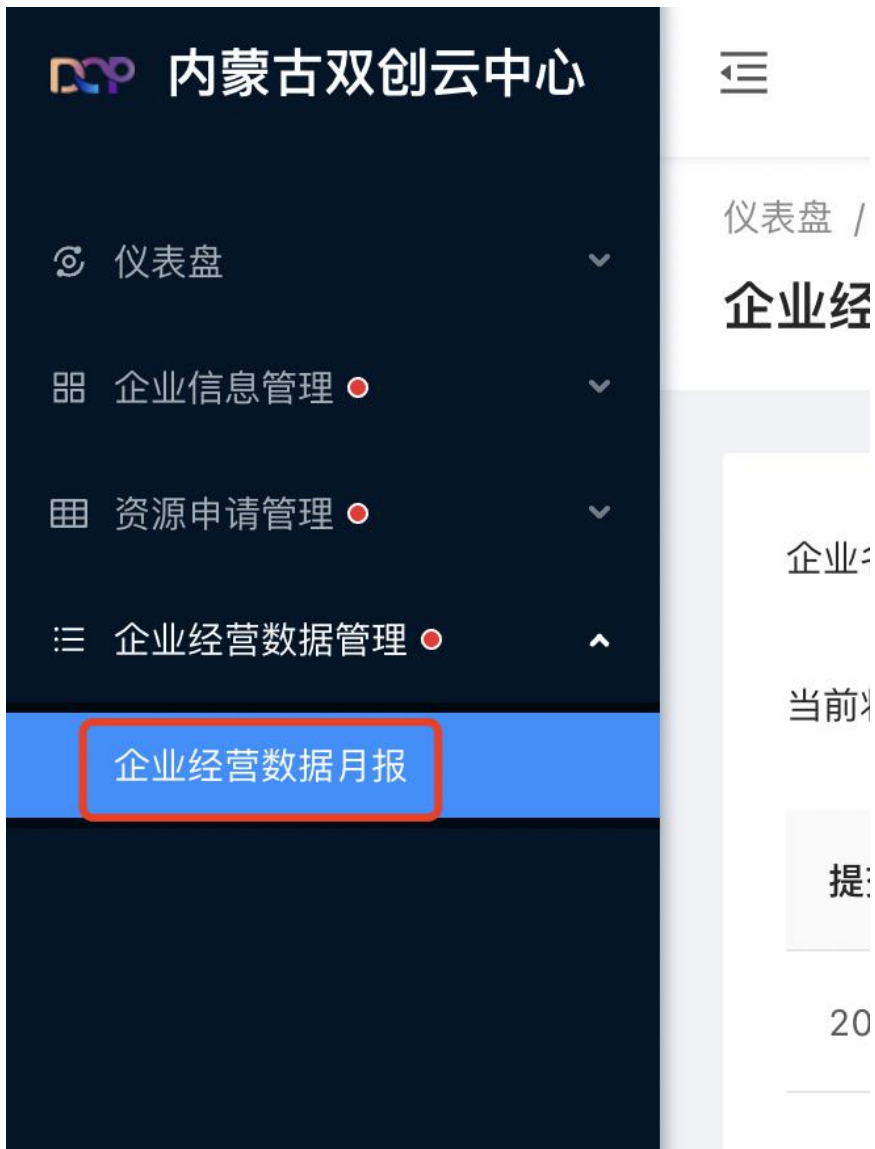 DCP 内蒙古双创云中心
仪表盘
企业信息管理
资源申请管理
企业经营数据管理
企业经营数据月报
仪表盘 /
企业经
企业
当前
提
20